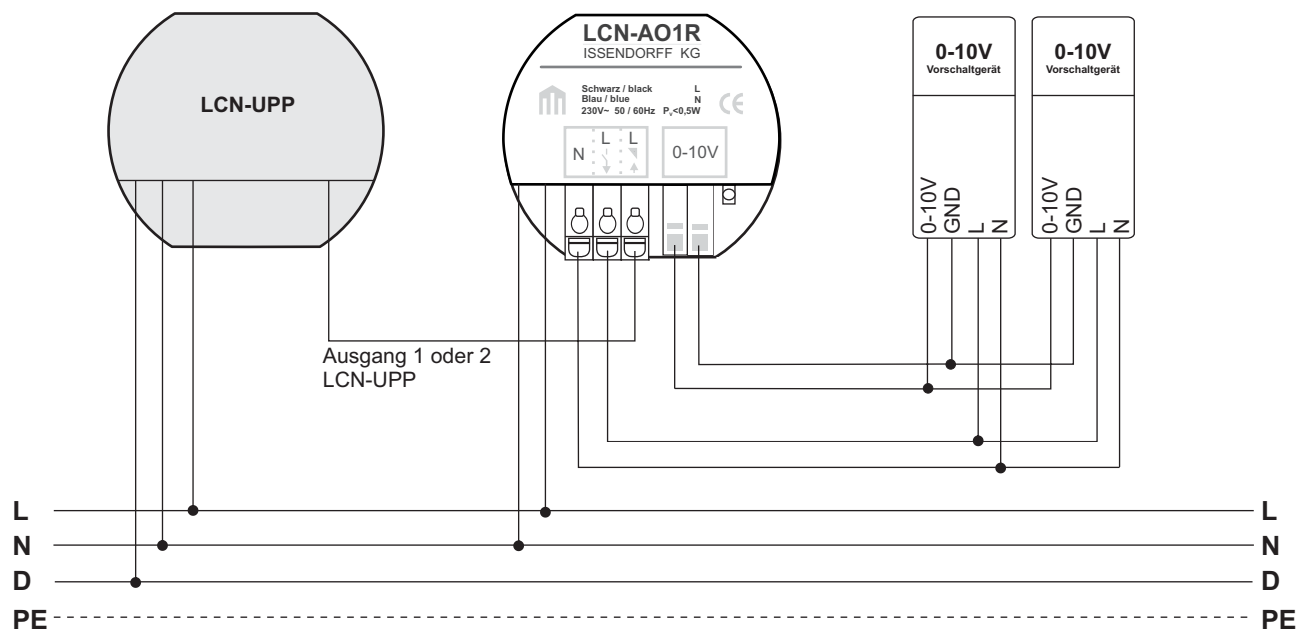 LCN-UPP
LCN-AO1R
ISSENDORFF KG
Schwarz / black L
Blau / blue N
230V~ 50 / 60Hz Pᵥ<0,5W
CE
N L L
0-10V
0-10V
Vorschaltgerät
0-10V
GND
L
N
0-10V
Vorschaltgerät
0-10V
GND
L
N
Ausgang 1 oder 2
LCN-UPP
L L
N N
D D
PE PE